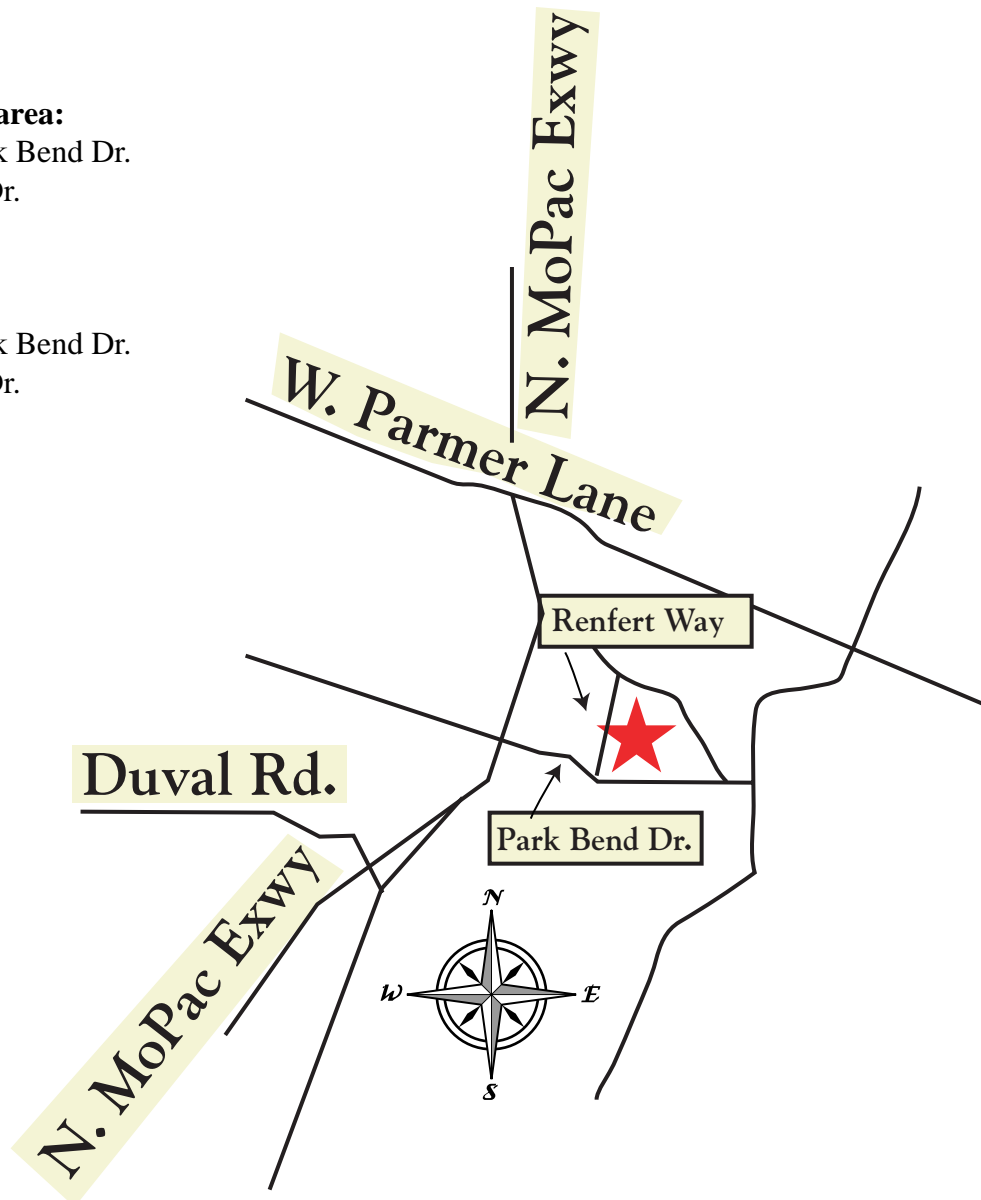 area:
k Bend Dr.
Dr.
k Bend Dr.
Dr.
N. MoPac Exwy
W. Parmer Lane
Renfert Way
Duval Rd.
Park Bend Dr.
N. MoPac Exwy
N
W
E
S